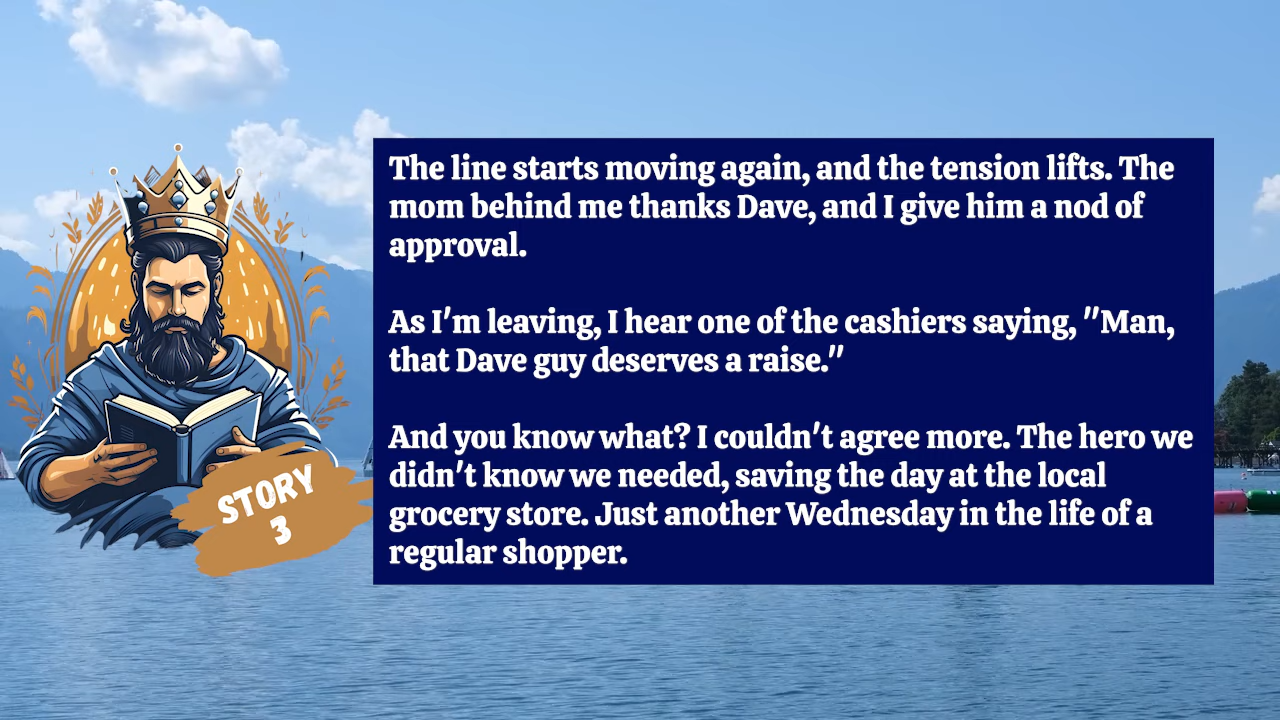 The line starts moving again, and the tension lifts. The
mom behind me thanks Dave, and I give him a nod of
approval.
As I'm leaving, I hear one of the cashiers saying, "Man,
that Dave guy deserves a raise."
And you know what? I couldn't agree more. The hero we
didn't know we needed, saving the day at the local
grocery store. Just another Wednesday in the life of a
regular shopper.
STORY
3